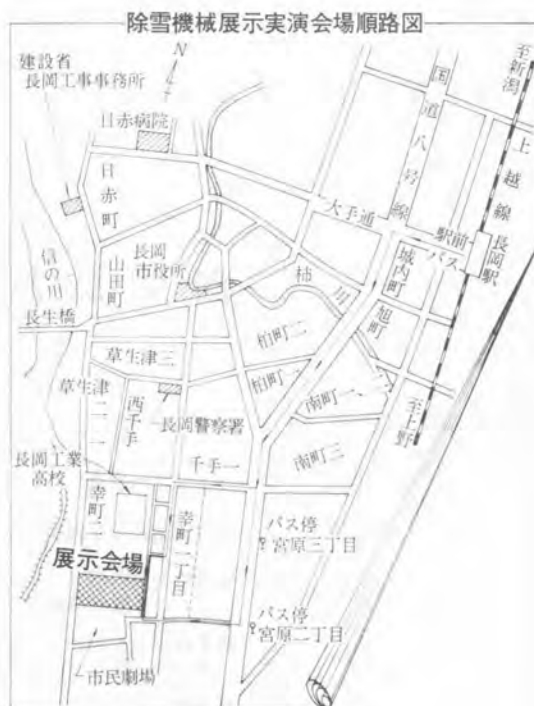 除雪機械展示実演会場順路図
N
建設省
長岡工事事務所
日赤病院
日赤町
国道八号線
至新潟
上越線
大手通
駅前
バス
長岡駅
城内町
旭町
長岡
市役所
柿川
山田町
信の川
長生橋
柏町二
柏町一
草生津三
草生津
二
一
西千手
長岡警察署
千手一
南町一、二
南町三
至上野
長岡工業
高校
幸町二
幸町一丁目
バス停
宮原三丁目
展示会場
バス停
宮原二丁目
市民劇場